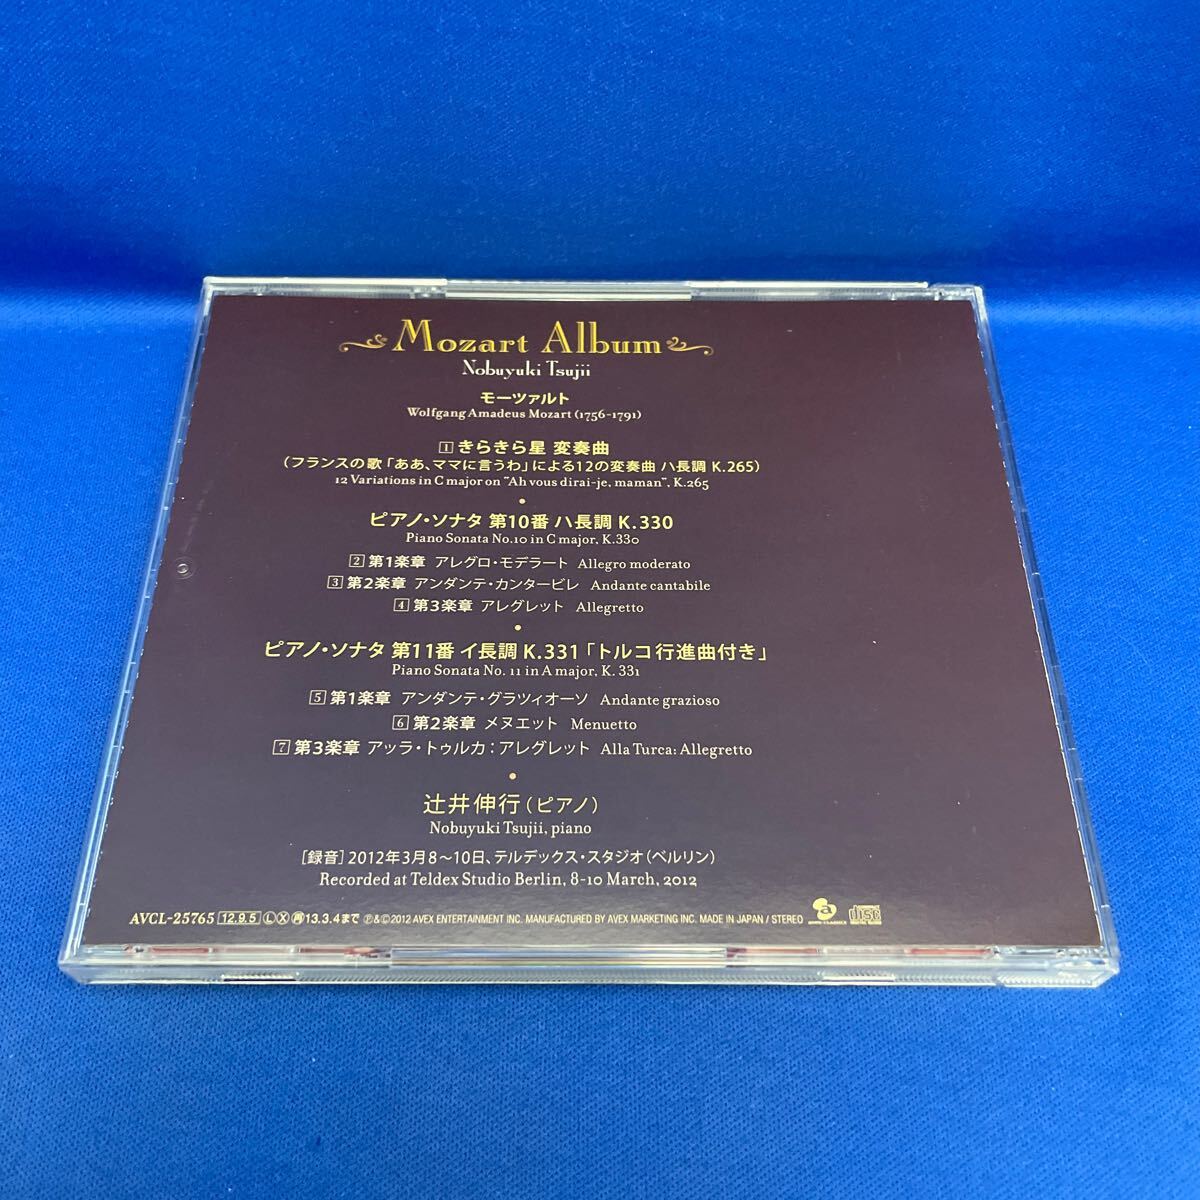 Mozart Album
Nobuyuki Tsujii
モーツァルト
Wolfgang Amadeus Mozart (1756-1791)
1 きらきら星 変奏曲
(フランスの歌「ああ、ママに言うわ」による12の変奏曲 ハ長調 K.265)
12 Variations in C major on "Ah vous dirai-je, maman", K.265
•
ピアノ・ソナタ 第10番 ハ長調 K.330
Piano Sonata No.10 in C major, K.330
2 第1楽章 アレグロ・モデラート Allegro moderato
3 第2楽章 アンダンテ・カンタービレ Andante cantabile
4 第3楽章 アレグレット Allegretto
•
ピアノ・ソナタ 第11番 イ長調 K.331「トルコ行進曲付き」
Piano Sonata No. 11 in A major, K. 331
5 第1楽章 アンダンテ・グラツィオーソ Andante grazioso
6 第2楽章 メヌエット Menuetto
7 第3楽章 アッラ・トゥルカ：アレグレット Alla Turca: Allegretto
•
辻井伸行(ピアノ)
Nobuyuki Tsujii, piano
[録音]2012年3月8〜10日、テルデックス・スタジオ(ベルリン)
Recorded at Teldex Studio Berlin, 8-10 March, 2012
AVCL-25765 12.9.5 Ⓛ Ⓧ ㊞13.3.4まで ℗&©2012 AVEX ENTERTAINMENT INC. MANUFACTURED BY AVEX MARKETING INC. MADE IN JAPAN / STEREO